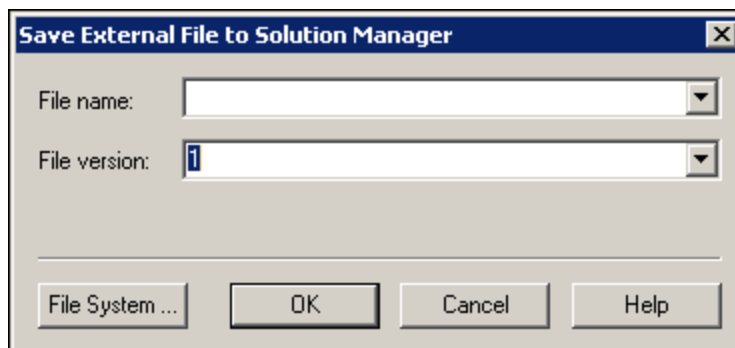 Save External File to Solution Manager
File name:
File version: 1
File System ... OK Cancel Help